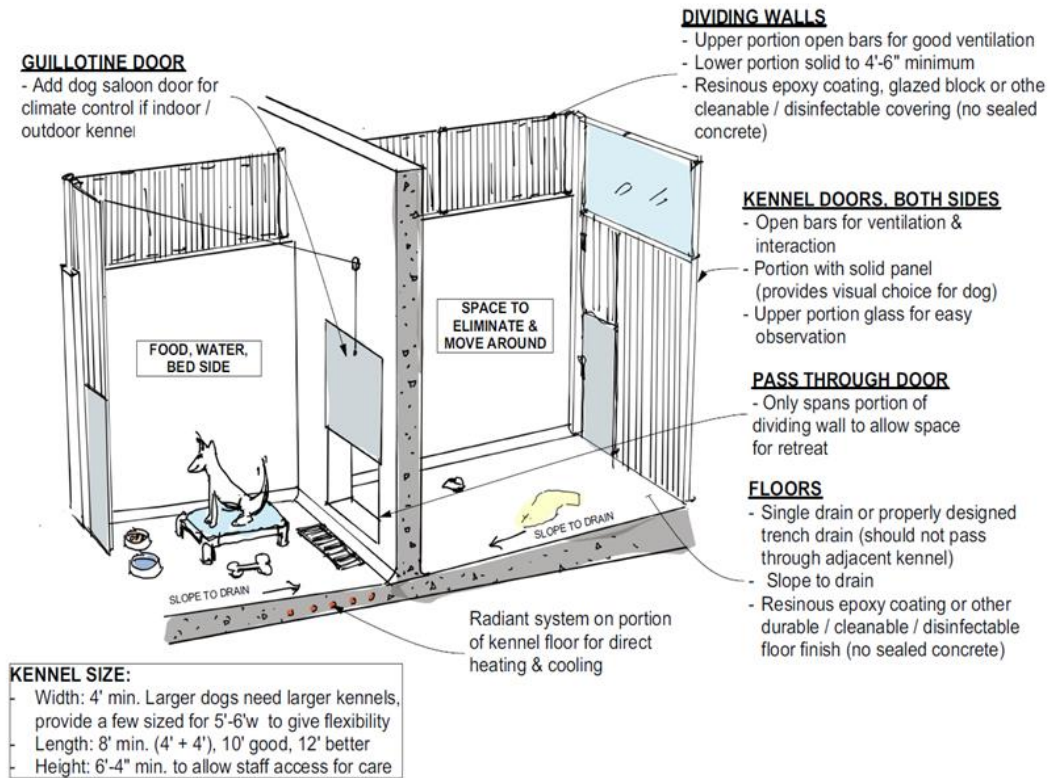 GUILLOTINE DOOR
- Add dog saloon door for
climate control if indoor /
outdoor kennel
DIVIDING WALLS
- Upper portion open bars for good ventilation
- Lower portion solid to 4'-6" minimum
- Resinous epoxy coating, glazed block or othe
cleanable / disinfectable covering (no sealed
concrete)
KENNEL DOORS, BOTH SIDES
- Open bars for ventilation &
interaction
- Portion with solid panel
(provides visual choice for dog)
- Upper portion glass for easy
observation
FOOD, WATER,
BED SIDE
SPACE TO
ELIMINATE &
MOVE AROUND
PASS THROUGH DOOR
- Only spans portion of
dividing wall to allow space
for retreat
FLOORS
- Single drain or properly designed
trench drain (should not pass
through adjacent kennel)
- Slope to drain
- Resinous epoxy coating or other
durable / cleanable / disinfectable
floor finish (no sealed concrete)
SLOPE TO DRAIN
SLOPE TO DRAIN
Radiant system on portion
of kennel floor for direct
heating & cooling
KENNEL SIZE:
- Width: 4' min. Larger dogs need larger kennels,
provide a few sized for 5'-6'w to give flexibility
- Length: 8' min. (4' + 4'), 10' good, 12' better
- Height: 6'-4" min. to allow staff access for care